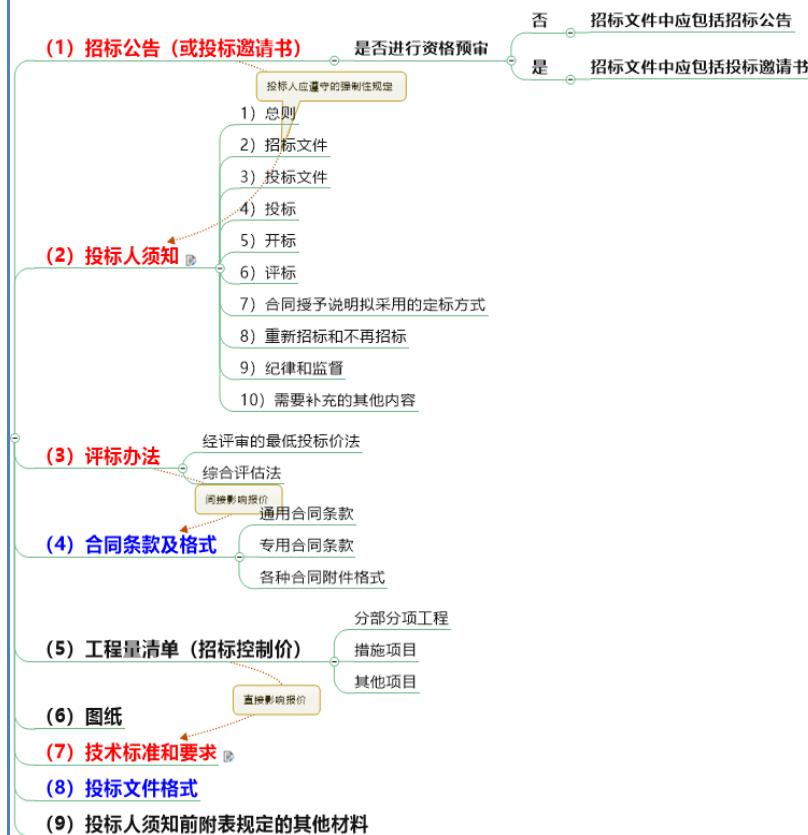 （1）招标公告（或投标邀请书）
是否进行资格预审
否
招标文件中应包括招标公告
是
招标文件中应包括投标邀请书
投标人应遵守的强制性规定
（2）投标人须知
1）总则
2）招标文件
3）投标文件
4）投标
5）开标
6）评标
7）合同授予说明拟采用的定标方式
8）重新招标和不再招标
9）纪律和监督
10）需要补充的其他内容
（3）评标办法
经评审的最低投标价法
综合评估法
间接影响报价
（4）合同条款及格式
通用合同条款
专用合同条款
各种合同附件格式
（5）工程量清单（招标控制价）
分部分项工程
措施项目
其他项目
直接影响报价
（6）图纸
（7）技术标准和要求
（8）投标文件格式
（9）投标人须知前附表规定的其他材料